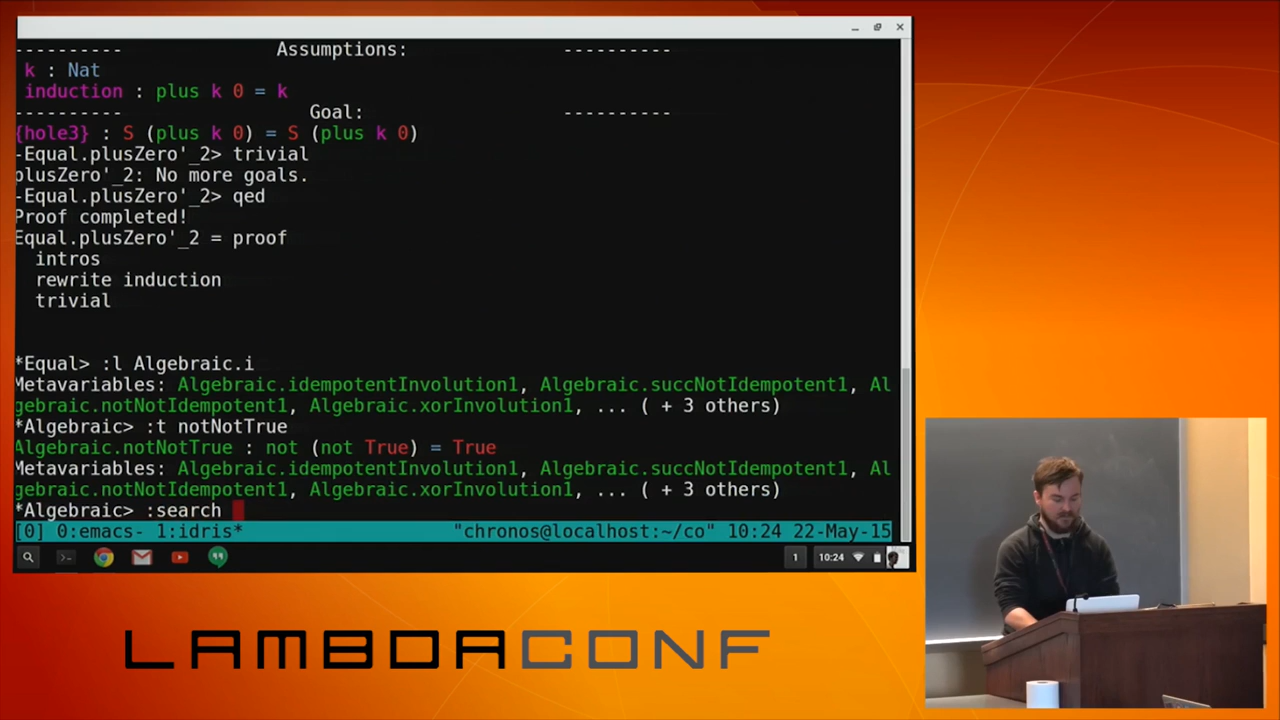 ---------- Assumptions: ----------
k : Nat
induction : plus k 0 = k
---------- Goal: ----------
{hole3} : S (plus k 0) = S (plus k 0)
-Equal.plusZero'_2> trivial
plusZero'_2: No more goals.
-Equal.plusZero'_2> qed
Proof completed!
Equal.plusZero'_2 = proof
intros
rewrite induction
trivial
*Equal> :l Algebraic.i
Metavariables: Algebraic.idempotentInvolution1, Algebraic.succNotIdempotent1, Al
gebraic.notNotIdempotent1, Algebraic.xorInvolution1, ... ( + 3 others)
*Algebraic> :t notNotTrue
Algebraic.notNotTrue : not (not True) = True
Metavariables: Algebraic.idempotentInvolution1, Algebraic.succNotIdempotent1, Al
gebraic.notNotIdempotent1, Algebraic.xorInvolution1, ... ( + 3 others)
*Algebraic> :search
[0] 0:emacs- 1:idris* "chronos@localhost:~/co" 10:24 22-May-15
1 10:24
LAMBDACONF